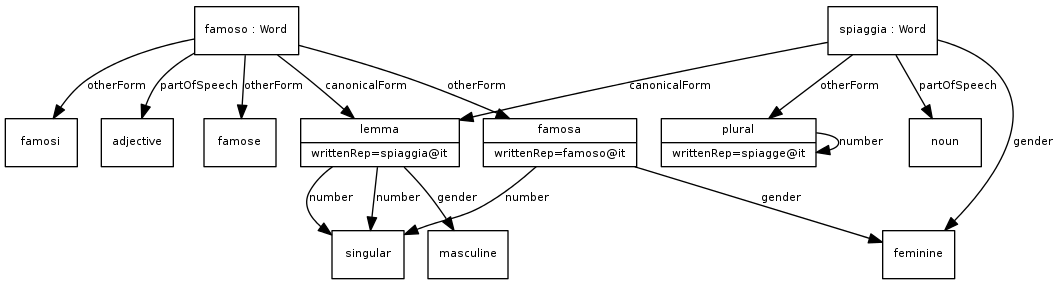 famoso : Word
spiaggia : Word
otherForm
partOfSpeech
otherForm
canonicalForm
otherForm
canonicalForm
otherForm
partOfSpeech
famosi
adjective
famose
lemma
writtenRep=spiaggia@it
famosa
writtenRep=famoso@it
plural
writtenRep=spiagge@it
number
noun
gender
number
number
gender
number
gender
singular
masculine
feminine